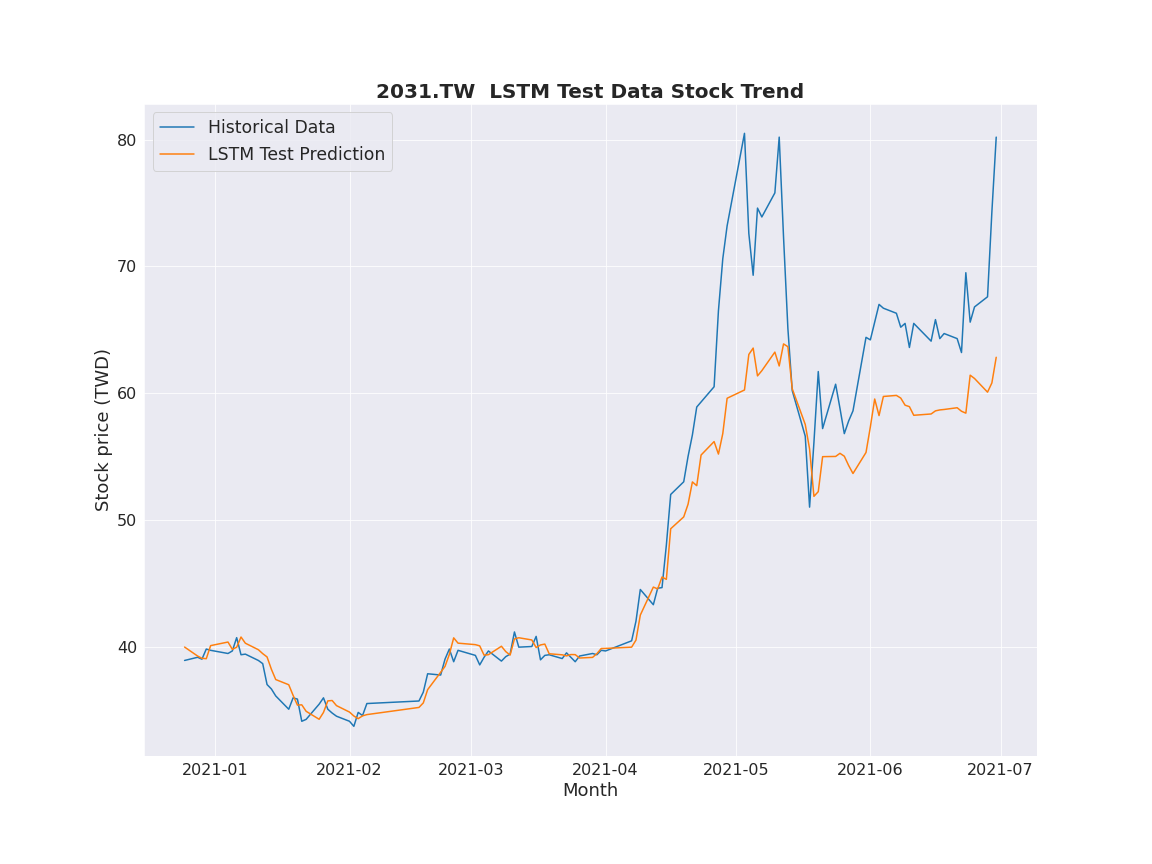 2031.TW  LSTM Test Data Stock Trend
Historical Data
LSTM Test Prediction
80
70
60
50
40
Stock price (TWD)
2021-01 2021-02 2021-03 2021-04 2021-05 2021-06 2021-07
Month